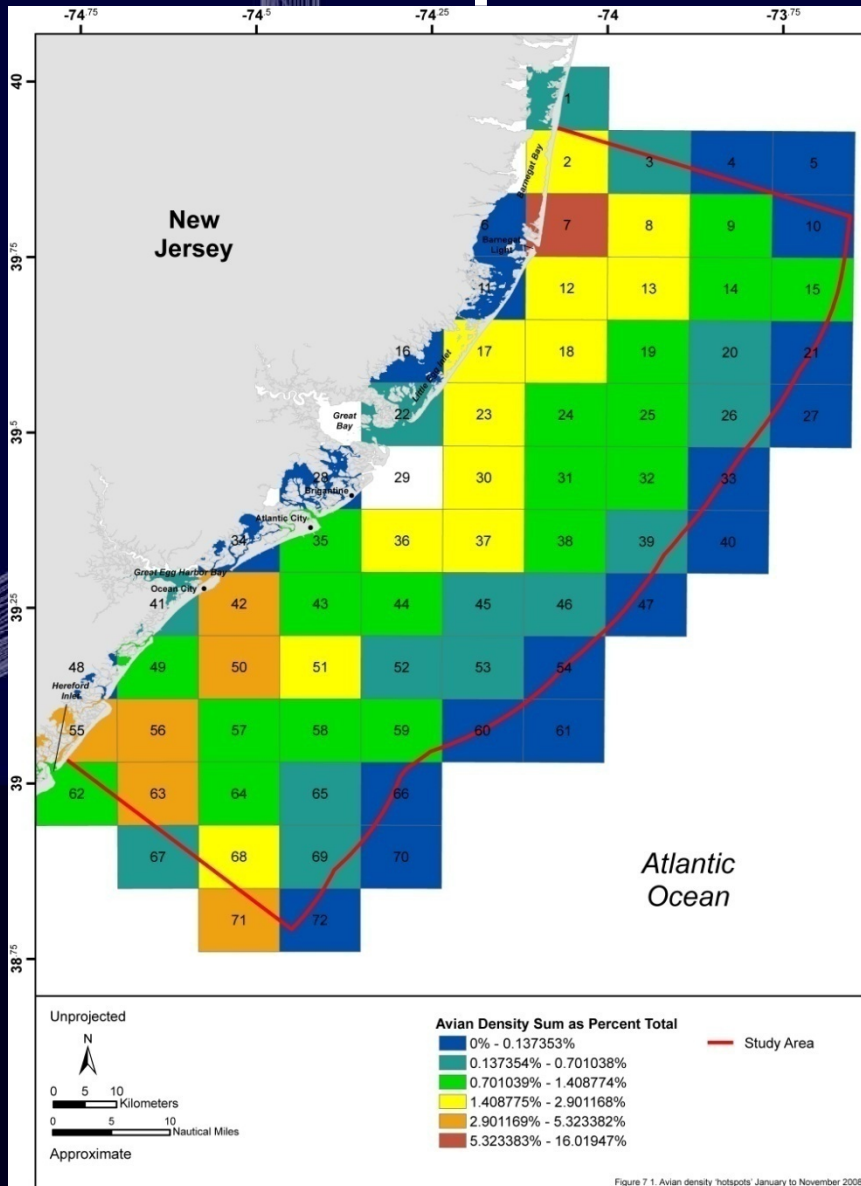 -74.75 -74.5 -74.25 -74 -73.75
40
39.75
39.5
39.25
39
38.75
New
Jersey
Barnegat Bay
Barnegat
Light
Little Egg Inlet
Great
Bay
Brigantine
Atlantic City
Great Egg Harbor Bay
Ocean City
Hereford
Inlet
1
2 3 4 5
6 7 8 9 10
11 12 13 14 15
16 17 18 19 20 21
22 23 24 25 26 27
28 29 30 31 32 33
34 35 36 37 38 39 40
41 42 43 44 45 46 47
48 49 50 51 52 53 54
55 56 57 58 59 60 61
62 63 64 65 66
67 68 69 70
71 72
Atlantic
Ocean
Unprojected
N
0 5 10
Kilometers
0 5 10
Nautical Miles
Approximate
Avian Density Sum as Percent Total
0% - 0.137353%
0.137354% - 0.701038%
0.701039% - 1.408774%
1.408775% - 2.901168%
2.901169% - 5.323382%
5.323383% - 16.01947%
Study Area
Figure 7 1. Avian density 'hotspots' January to November 2008